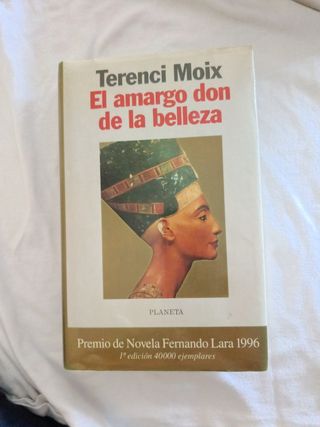 Terenci Moix
El amargo don
de la belleza
PLANETA
Premio de Novela Fernando Lara 1996
1ª edición 40000 ejemplares